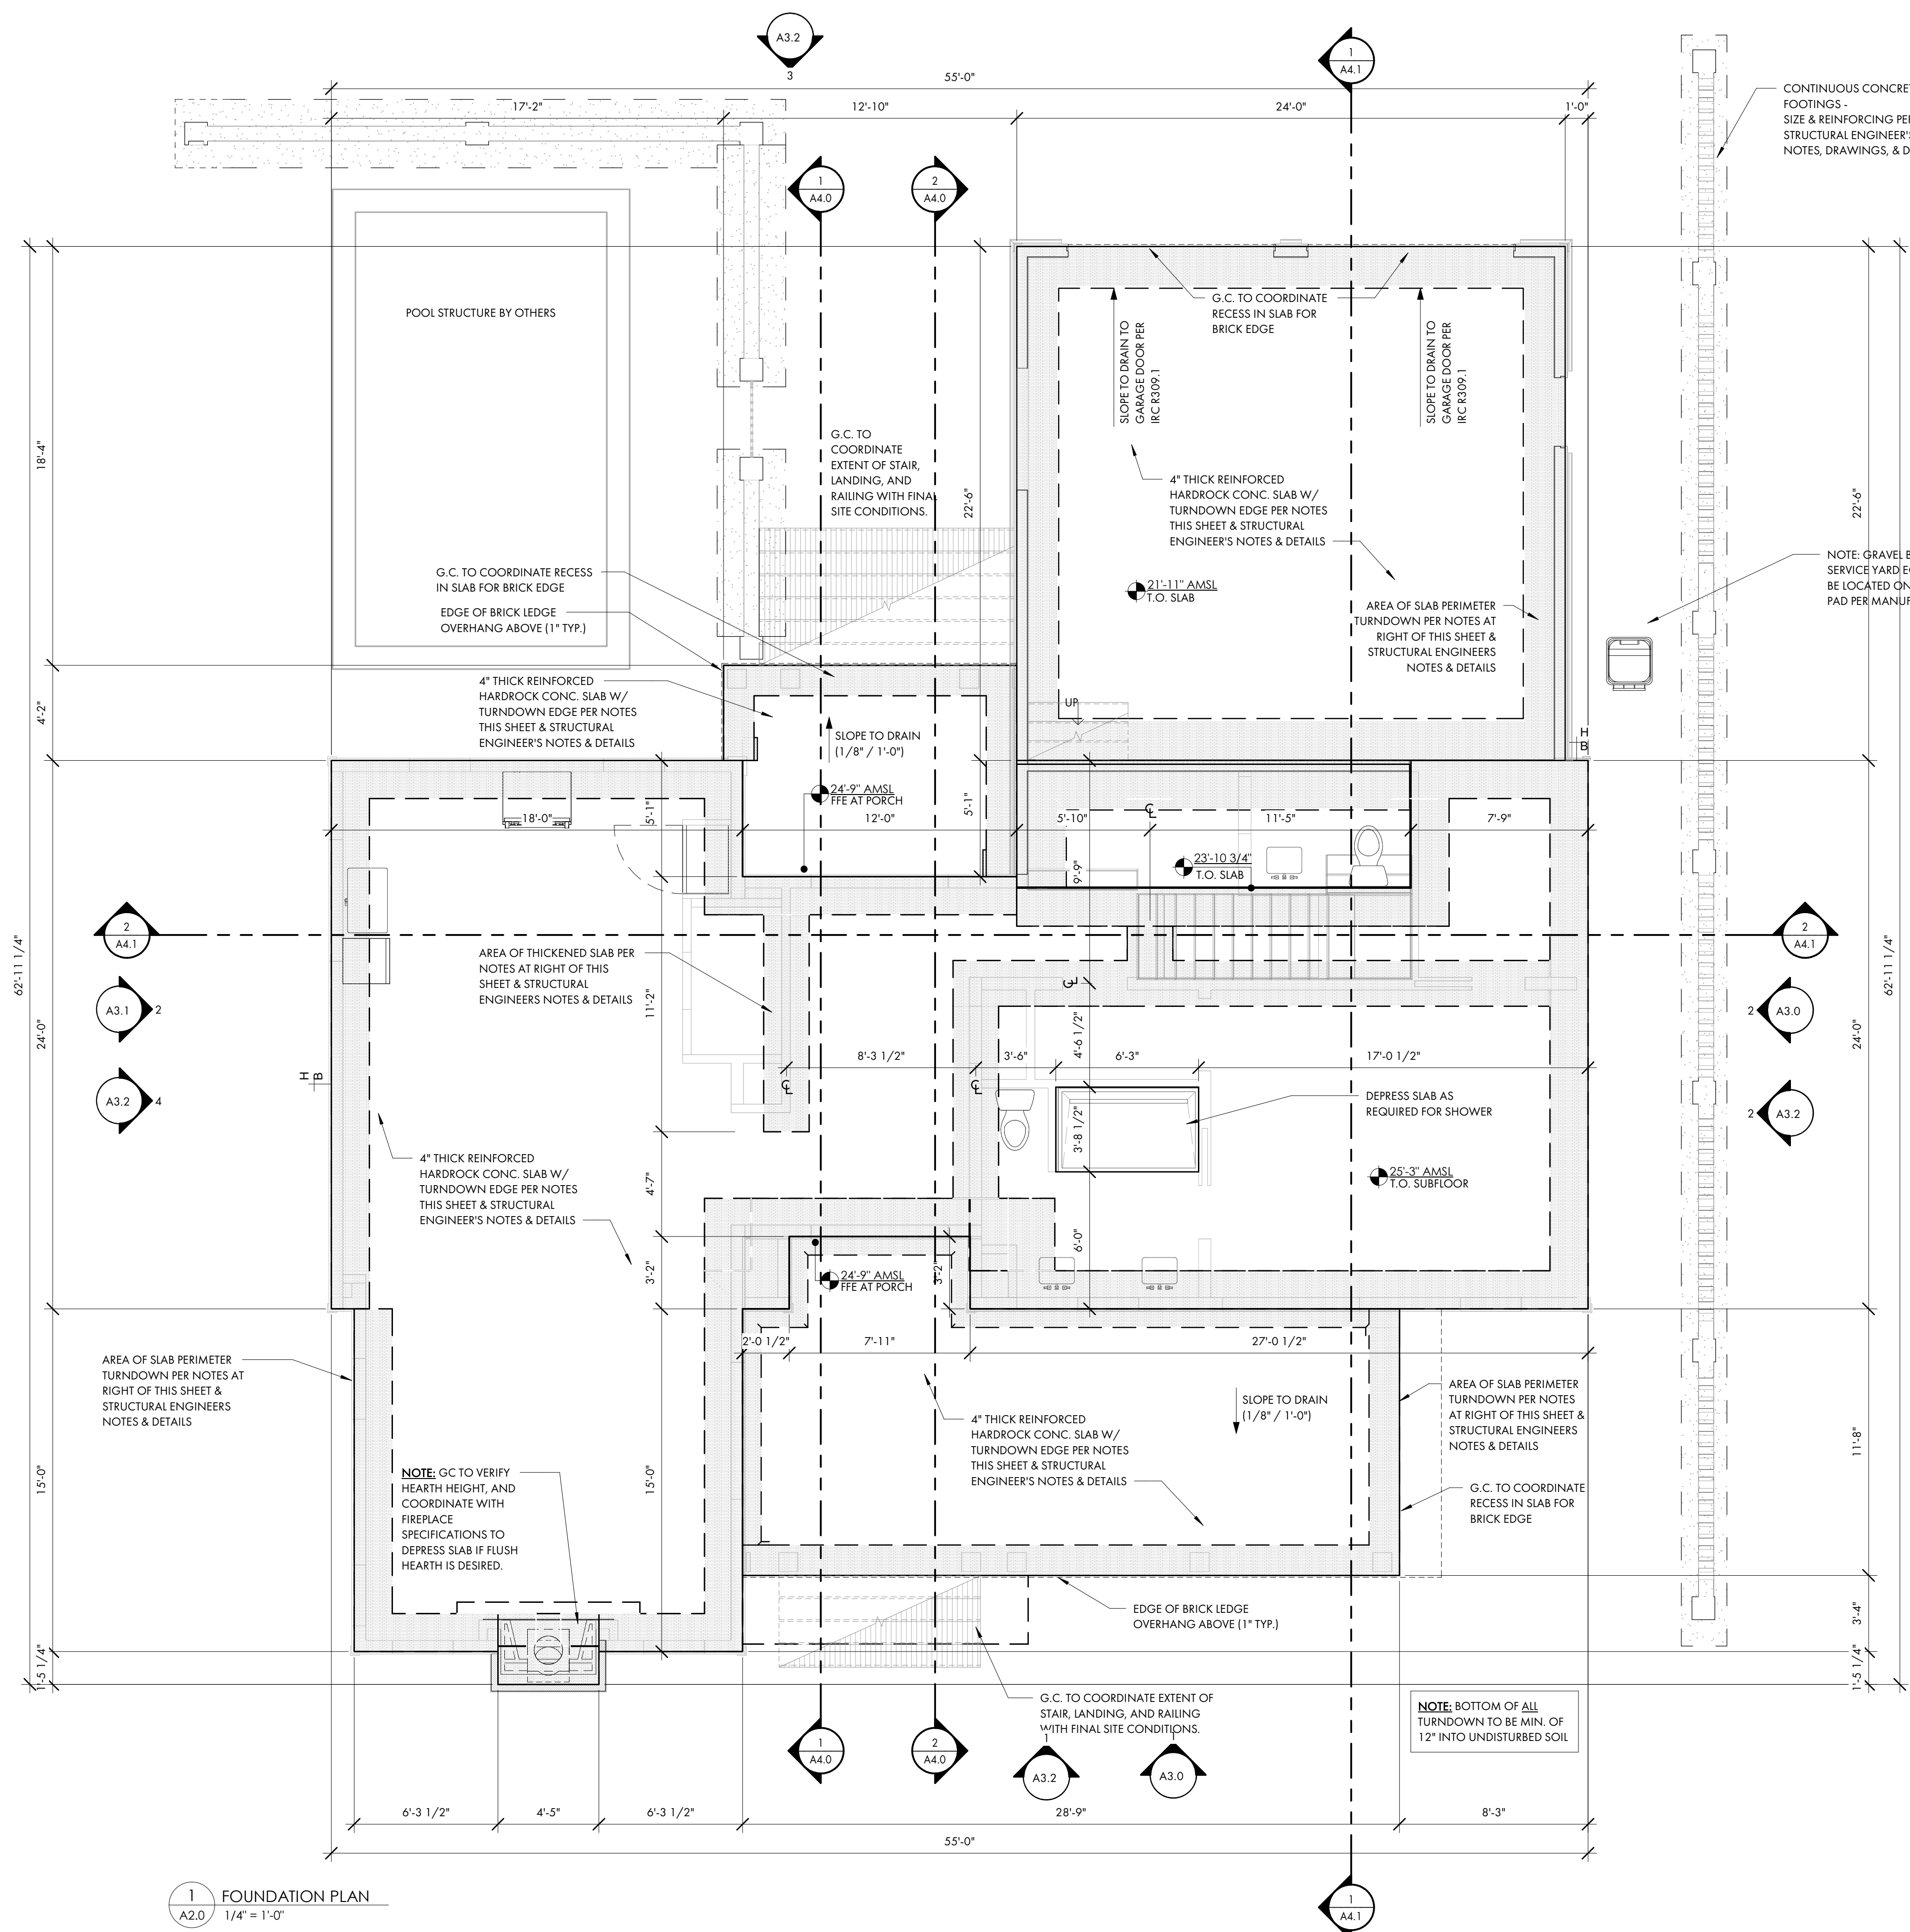 A3.2
3
1
A4.1
55'-0"
17'-2"
12'-10"
24'-0"
1'-0"
CONTINUOUS CONCRE
FOOTINGS -
SIZE & REINFORCING PE
STRUCTURAL ENGINEER'
NOTES, DRAWINGS, & D
1
A4.0
2
A4.0
POOL STRUCTURE BY OTHERS
G.C. TO COORDINATE
RECESS IN SLAB FOR
BRICK EDGE
SLOPE TO DRAIN TO
GARAGE DOOR PER
IRC R309.1
SLOPE TO DRAIN TO
GARAGE DOOR PER
IRC R309.1
18'-4"
G.C. TO
COORDINATE
EXTENT OF STAIR,
LANDING, AND
RAILING WITH FINAL
SITE CONDITIONS.
22'-6"
4" THICK REINFORCED
HARDROCK CONC. SLAB W/
TURNDOWN EDGE PER NOTES
THIS SHEET & STRUCTURAL
ENGINEER'S NOTES & DETAILS
22'-6"
NOTE: GRAVEL B
SERVICE YARD E
BE LOCATED ON
PAD PER MANUF
G.C. TO COORDINATE RECESS
IN SLAB FOR BRICK EDGE
EDGE OF BRICK LEDGE
OVERHANG ABOVE (1" TYP.)
21'-11" AMSL
T.O. SLAB
AREA OF SLAB PERIMETER
TURNDOWN PER NOTES AT
RIGHT OF THIS SHEET &
STRUCTURAL ENGINEERS
NOTES & DETAILS
4" THICK REINFORCED
HARDROCK CONC. SLAB W/
TURNDOWN EDGE PER NOTES
THIS SHEET & STRUCTURAL
ENGINEER'S NOTES & DETAILS
4'-2"
UP
SLOPE TO DRAIN
(1/8" / 1'-0")
H
B
24'-9" AMSL
FFE AT PORCH
5'-1"
5'-1"
18'-0"
12'-0"
5'-10"
℄
11'-5"
7'-9"
23'-10 3/4"
T.O. SLAB
9'-9"
2
A4.1
2
A4.1
62'-11 1/4"
62'-11 1/4"
AREA OF THICKENED SLAB PER
NOTES AT RIGHT OF THIS
SHEET & STRUCTURAL
ENGINEERS NOTES & DETAILS
℄
A3.1
2
11'-2"
2
A3.0
24'-0"
24'-0"
4'-6 1/2"
8'-3 1/2"
3'-6"
6'-3"
17'-0 1/2"
H
B
℄
℄
A3.2
4
DEPRESS SLAB AS
REQUIRED FOR SHOWER
2
A3.2
3'-8 1/2"
4" THICK REINFORCED
HARDROCK CONC. SLAB W/
TURNDOWN EDGE PER NOTES
THIS SHEET & STRUCTURAL
ENGINEER'S NOTES & DETAILS
4'-7"
25'-3" AMSL
T.O. SUBFLOOR
6'-0"
3'-2"
24'-9" AMSL
FFE AT PORCH
3'-2"
2'-0 1/2"
7'-11"
27'-0 1/2"
AREA OF SLAB PERIMETER
TURNDOWN PER NOTES AT
RIGHT OF THIS SHEET &
STRUCTURAL ENGINEERS
NOTES & DETAILS
SLOPE TO DRAIN
(1/8" / 1'-0")
AREA OF SLAB PERIMETER
TURNDOWN PER NOTES
AT RIGHT OF THIS SHEET &
STRUCTURAL ENGINEERS
NOTES & DETAILS
4" THICK REINFORCED
HARDROCK CONC. SLAB W/
TURNDOWN EDGE PER NOTES
THIS SHEET & STRUCTURAL
ENGINEER'S NOTES & DETAILS
11'-8"
15'-0"
15'-0"
NOTE: GC TO VERIFY
HEARTH HEIGHT, AND
COORDINATE WITH
FIREPLACE
SPECIFICATIONS TO
DEPRESS SLAB IF FLUSH
HEARTH IS DESIRED.
G.C. TO COORDINATE
RECESS IN SLAB FOR
BRICK EDGE
EDGE OF BRICK LEDGE
OVERHANG ABOVE (1" TYP.)
3'-4"
1'-5 1/4"
1'-5 1/4"
G.C. TO COORDINATE EXTENT OF
STAIR, LANDING, AND RAILING
WITH FINAL SITE CONDITIONS.
NOTE: BOTTOM OF ALL
TURNDOWN TO BE MIN. OF
12" INTO UNDISTURBED SOIL
1
A4.0
2
A4.0
1
A3.2
1
A3.0
6'-3 1/2"
4'-5"
6'-3 1/2"
28'-9"
8'-3"
55'-0"
1
A2.0
FOUNDATION PLAN
1/4" = 1'-0"
1
A4.1